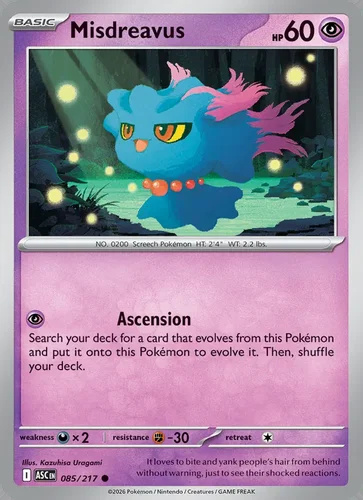 BASIC
Misdreavus
HP 60
NO. 0200 Screech Pokémon HT: 2'4" WT: 2.2 lbs.
Ascension
Search your deck for a card that evolves from this Pokémon
and put it onto this Pokémon to evolve it. Then, shuffle
your deck.
weakness ×2 resistance -30 retreat
Illus. Kazuhisa Uragami
I ASC EN 085/217
It loves to bite and yank people's hair from behind
without warning, just to see their shocked reactions.
©2026 Pokémon / Nintendo / Creatures / GAME FREAK